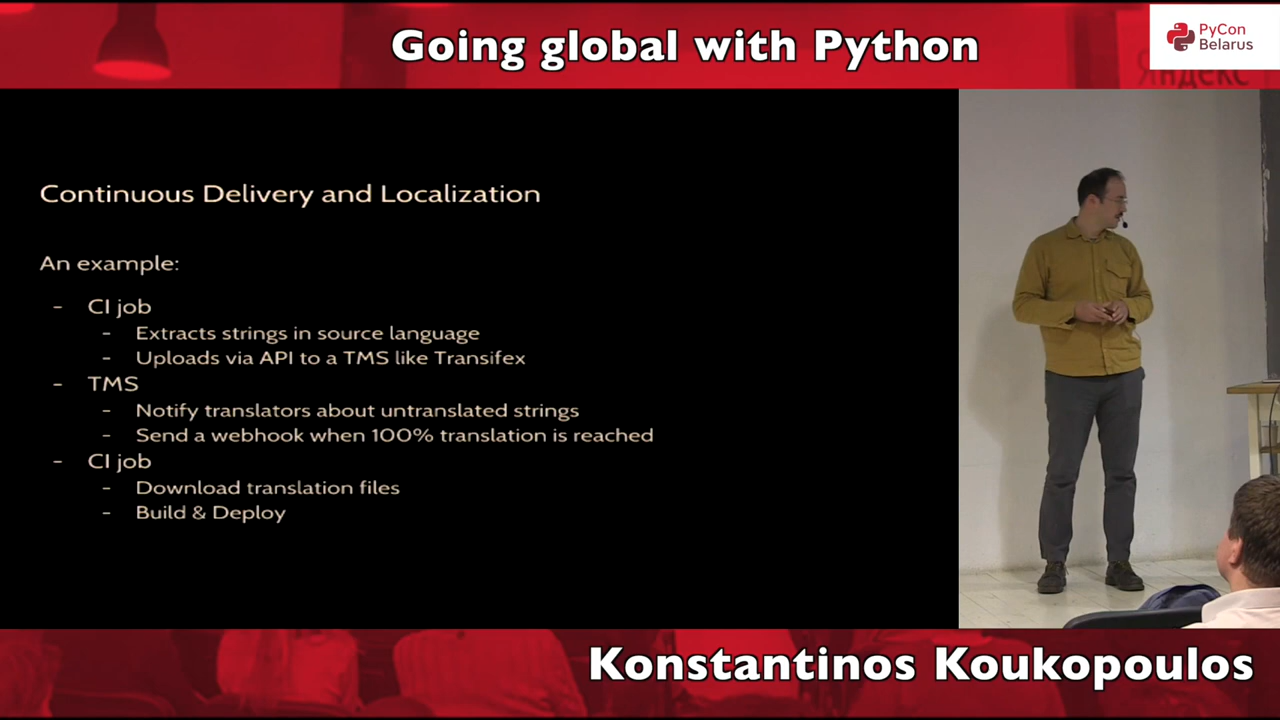 Going global with Python
PyCon
Belarus
Яндекс
Continuous Delivery and Localization
An example:
- CI job
- Extracts strings in source language
- Uploads via API to a TMS like Transifex
- TMS
- Notify translators about untranslated strings
- Send a webhook when 100% translation is reached
- CI job
- Download translation files
- Build & Deploy
Konstantinos Koukopoulos